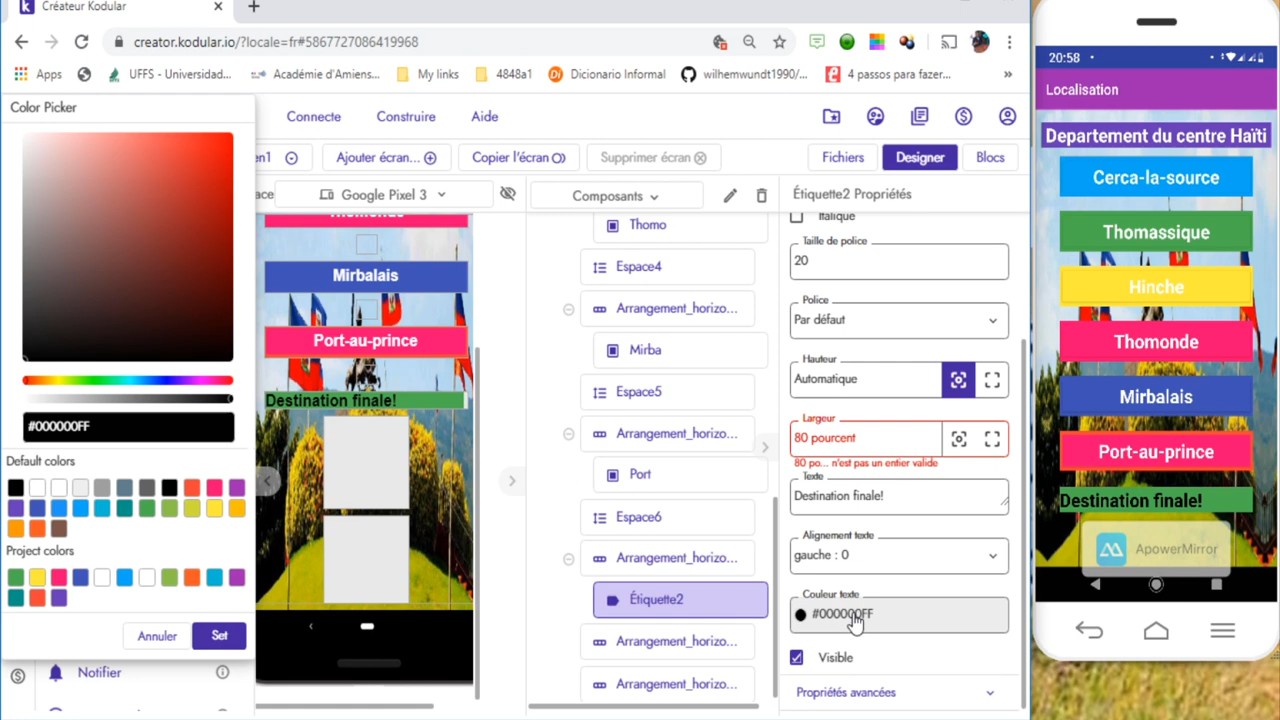 Créateur Kodular
creator.kodular.io/?locale=fr#5867727086419968
Apps
UFFS - Universidad...
Académie d'Amiens...
My links
4848a1
Dicionario Informal
wilhemwundt1990/...
4 passos para fazer...
»
Color Picker
#000000FF
Default colors
Project colors
Annuler
Set
Notifier
Connecte
Construire
Aide
en1
Ajouter écran...
Copier l'écran
Supprimer écran
Fichiers
Designer
Blocs
ace
Google Pixel 3
Mirbalais
Port-au-prince
Destination finale!
Composants
Thomo
Espace4
Arrangement_horizo...
Mirba
Espace5
Arrangement_horizo...
Port
Espace6
Arrangement_horizo...
Étiquette2
Arrangement_horizo...
Arrangement_horizo...
Étiquette2 Propriétés
Italique
Taille de police
20
Police
Par défaut
Hauteur
Automatique
Largeur
80 pourcent
80 po... n'est pas un entier valide
Texte
Destination finale!
Alignement texte
gauche : 0
Couleur texte
#000000FF
Visible
Propriétés avancées
20:58
Localisation
Departement du centre Haïti
Cerca-la-source
Thomassique
Hinche
Thomonde
Mirbalais
Port-au-prince
Destination finale!
ApowerMirror